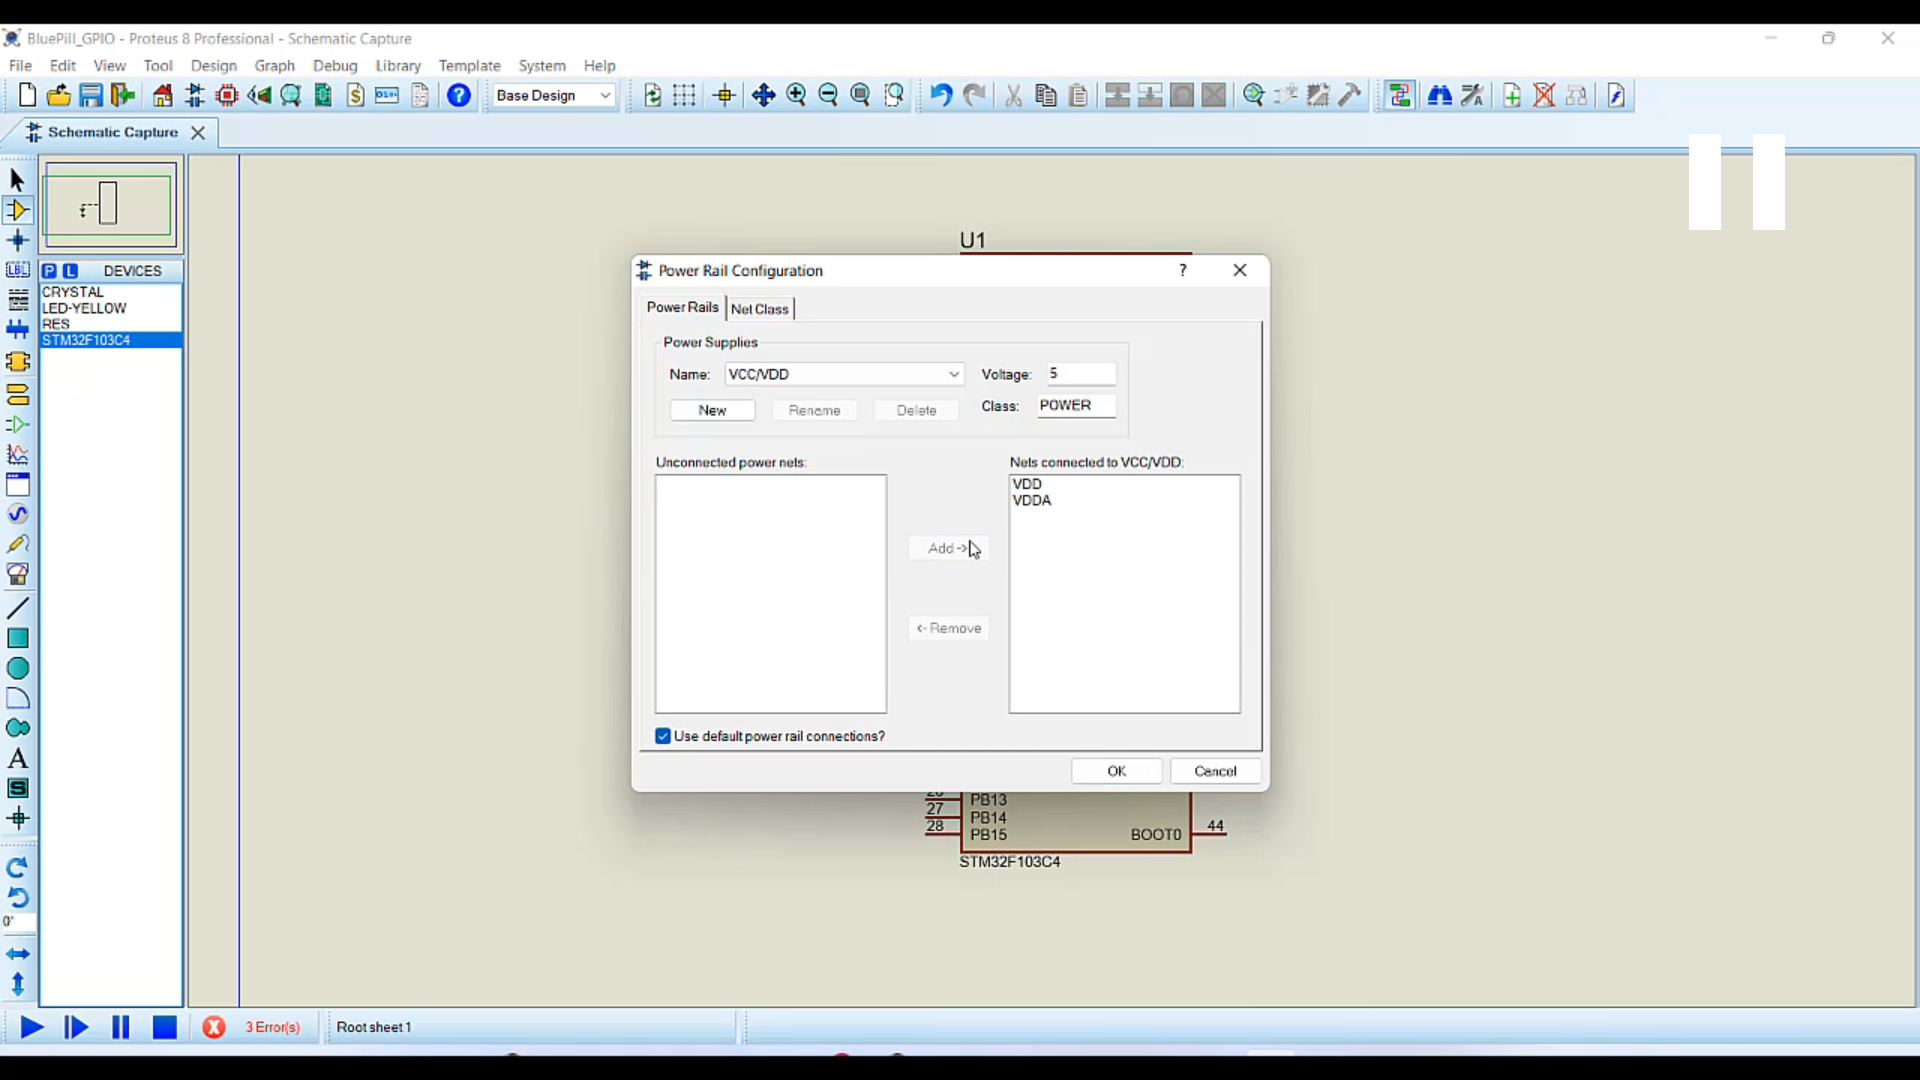 BluePill_GPIO - Proteus 8 Professional - Schematic Capture
File Edit View Tool Design Graph Debug Library Template System Help
Base Design
Schematic Capture
P L DEVICES
CRYSTAL
LED-YELLOW
RES
STM32F103C4
LBL
A
S
0°
U1
Power Rail Configuration ?
Power Rails Net Class
Power Supplies
Name: VCC/VDD Voltage: 5
New Rename Delete Class: POWER
Unconnected power nets: Nets connected to VCC/VDD:
VDD
VDDA
Add ->
<- Remove
Use default power rail connections?
OK Cancel
26 PB13
27 PB14
28 PB15 BOOT0 44
STM32F103C4
3 Error(s) Root sheet 1